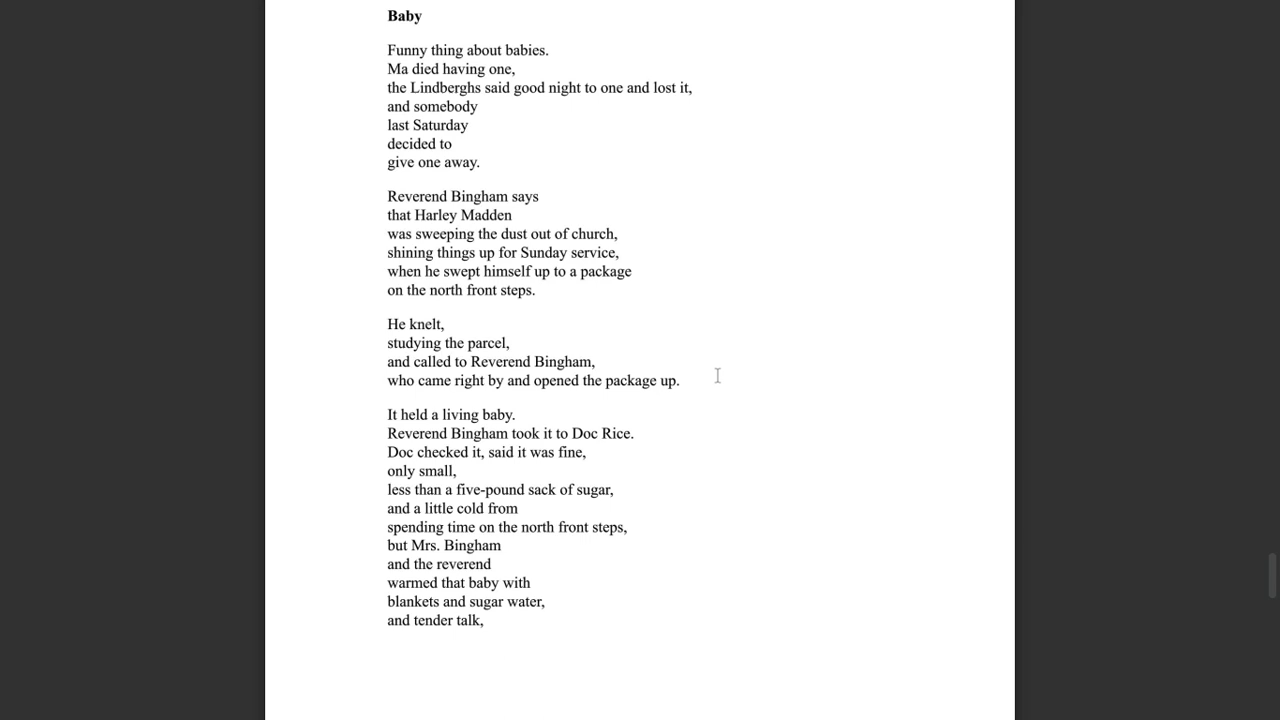 Baby
Funny thing about babies.
Ma died having one,
the Lindberghs said good night to one and lost it,
and somebody
last Saturday
decided to
give one away.
Reverend Bingham says
that Harley Madden
was sweeping the dust out of church,
shining things up for Sunday service,
when he swept himself up to a package
on the north front steps.
He knelt,
studying the parcel,
and called to Reverend Bingham,
who came right by and opened the package up.
It held a living baby.
Reverend Bingham took it to Doc Rice.
Doc checked it, said it was fine,
only small,
less than a five-pound sack of sugar,
and a little cold from
spending time on the north front steps,
but Mrs. Bingham
and the reverend
warmed that baby with
blankets and sugar water,
and tender talk,